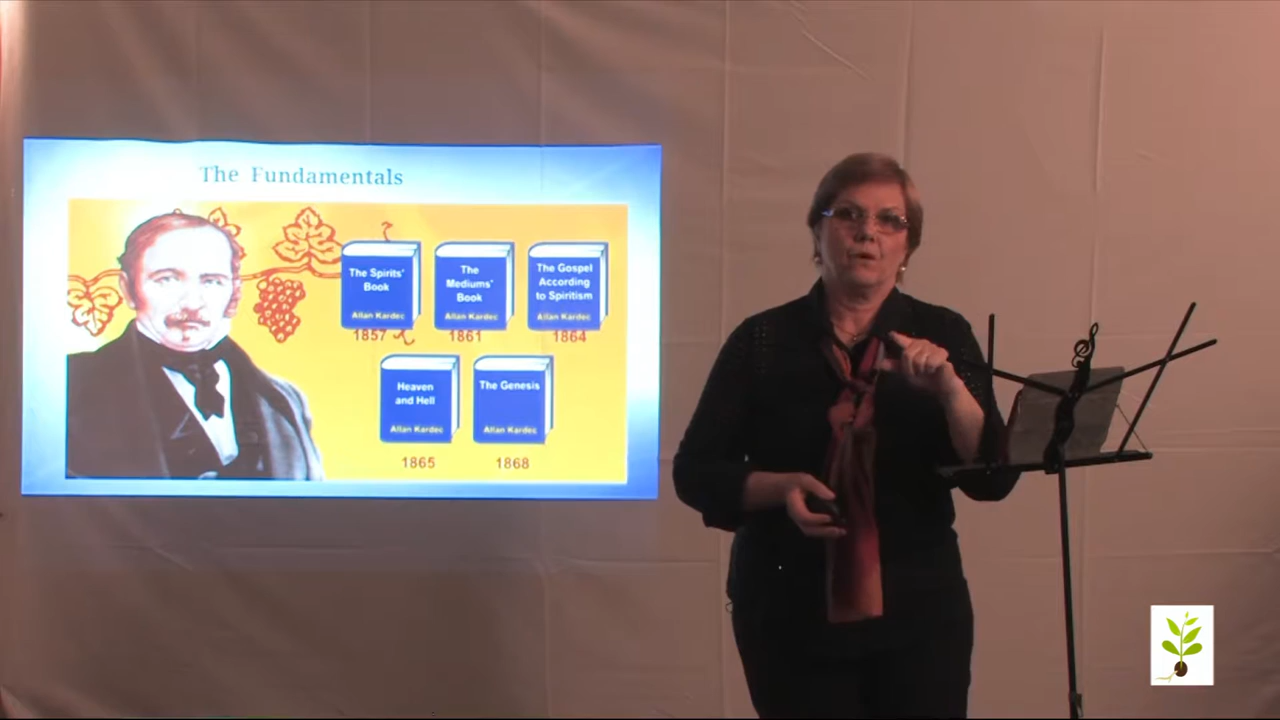 The Fundamentals
The Spirits'
Book
Allan Kardec
1857
The
Mediums'
Book
Allan Kardec
1861
The Gospel
According
to Spiritism
Allan Kardec
1864
Heaven
and Hell
Allan Kardec
1865
The Genesis
Allan Kardec
1868